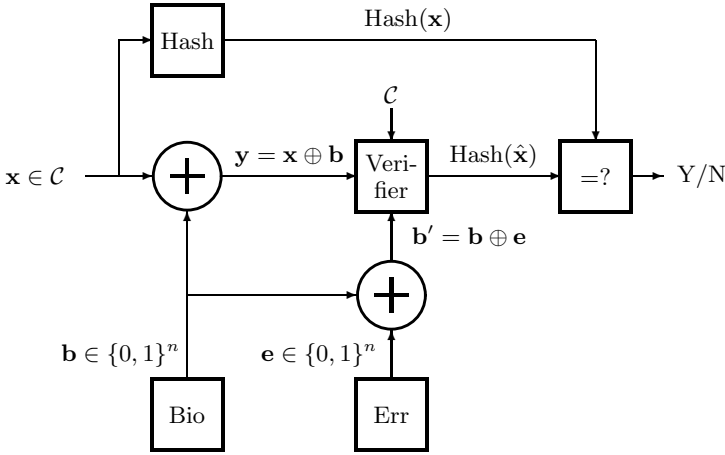 Hash(𝐱)
Hash
𝒞
𝐱 ∈ 𝒞
+
𝐲 = 𝐱 ⊕ 𝐛
Veri-
fier
Hash(𝐱̂)
=?
Y/N
𝐛′ = 𝐛 ⊕ 𝐞
+
𝐛 ∈ {0, 1}ⁿ
𝐞 ∈ {0, 1}ⁿ
Bio
Err